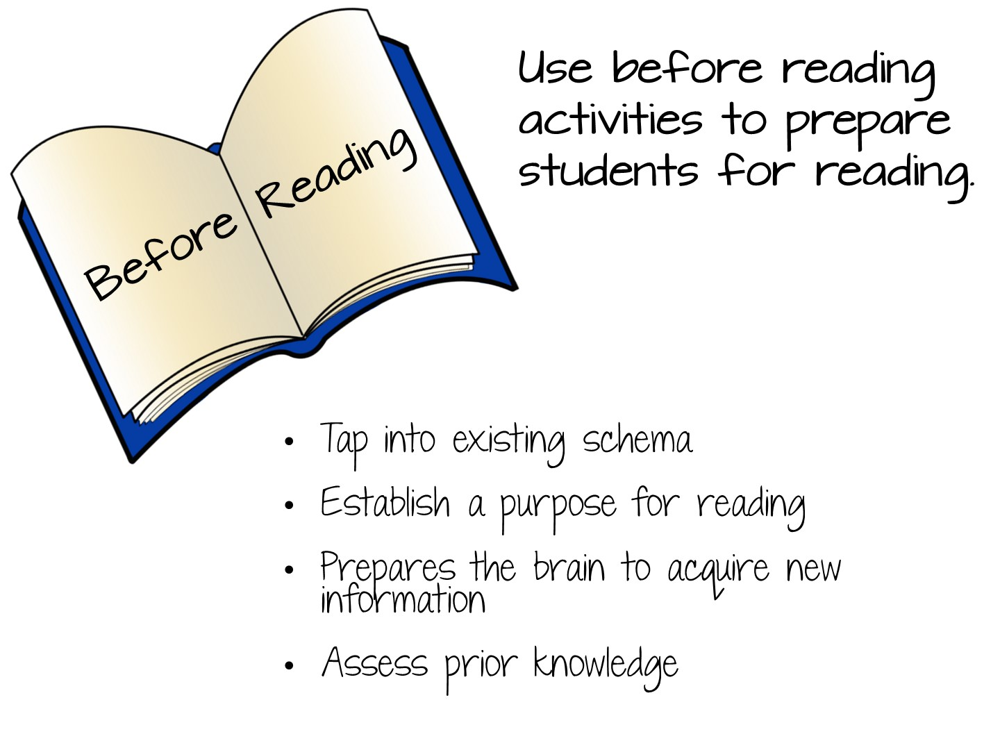 Before Reading
Use before reading
activities to prepare
students for reading.
• Tap into existing schema
• Establish a purpose for reading
• Prepares the brain to acquire new
information
• Assess prior knowledge